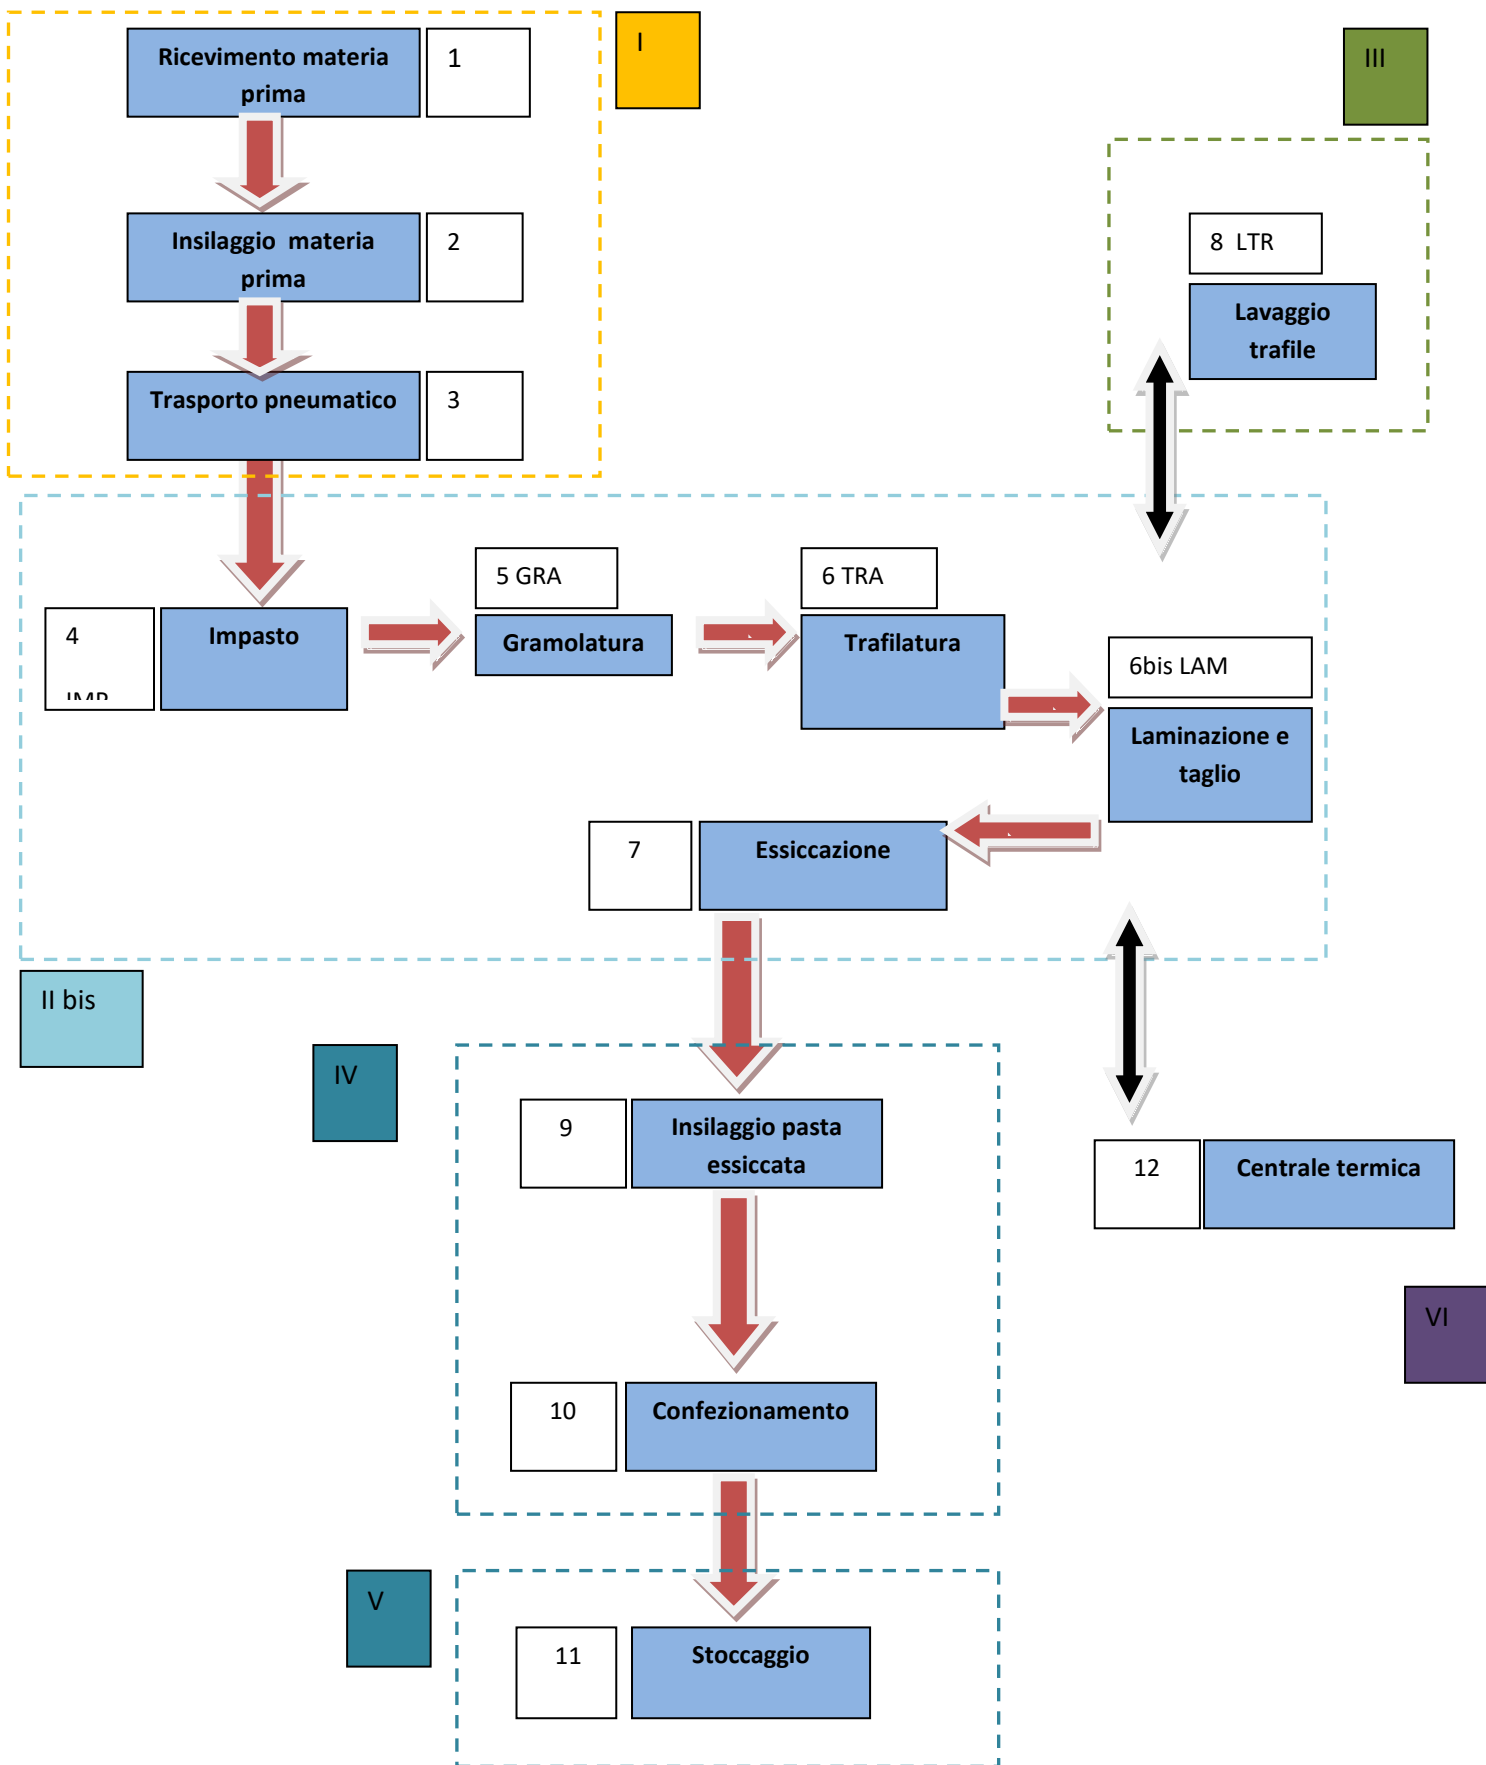 Ricevimento materia
prima
1
I
III
Insilaggio materia
prima
2
8 LTR
Lavaggio
trafile
Trasporto pneumatico
3
4
Impasto
5 GRA
Gramolatura
6 TRA
Trafilatura
6bis LAM
Laminazione e
taglio
7
Essiccazione
II bis
IV
9
Insilaggio pasta
essiccata
12
Centrale termica
VI
10
Confezionamento
V
11
Stoccaggio